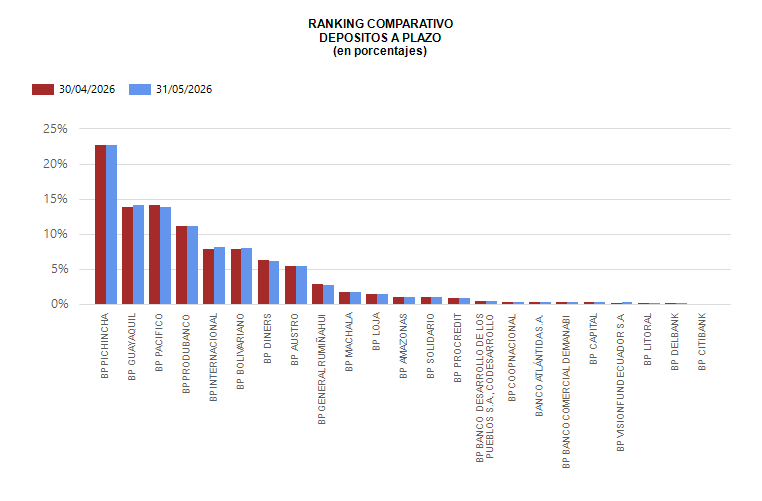 RANKING COMPARATIVO
DEPOSITOS A PLAZO
(en porcentajes)
30/04/2026
31/05/2026
25%
20%
15%
10%
5%
0%
BP PICHINCHA
BP GUAYAQUIL
BP PACIFICO
BP PRODUBANCO
BP INTERNACIONAL
BP BOLIVARIANO
BP DINERS
BP AUSTRO
BP GENERAL RUMIÑAHUI
BP MACHALA
BP LOJA
BP AMAZONAS
BP SOLIDARIO
BP PROCREDIT
BP BANCO DESARROLLO DE LOS
PUEBLOS S.A., CODESARROLLO
BP COOPNACIONAL
BANCO ATLÁNTIDA S.A.
BP BANCO COMERCIAL DE MANABI
BP CAPITAL
BP VISIONFUND ECUADOR S.A
BP LITORAL
BP DELBANK
BP CITIBANK